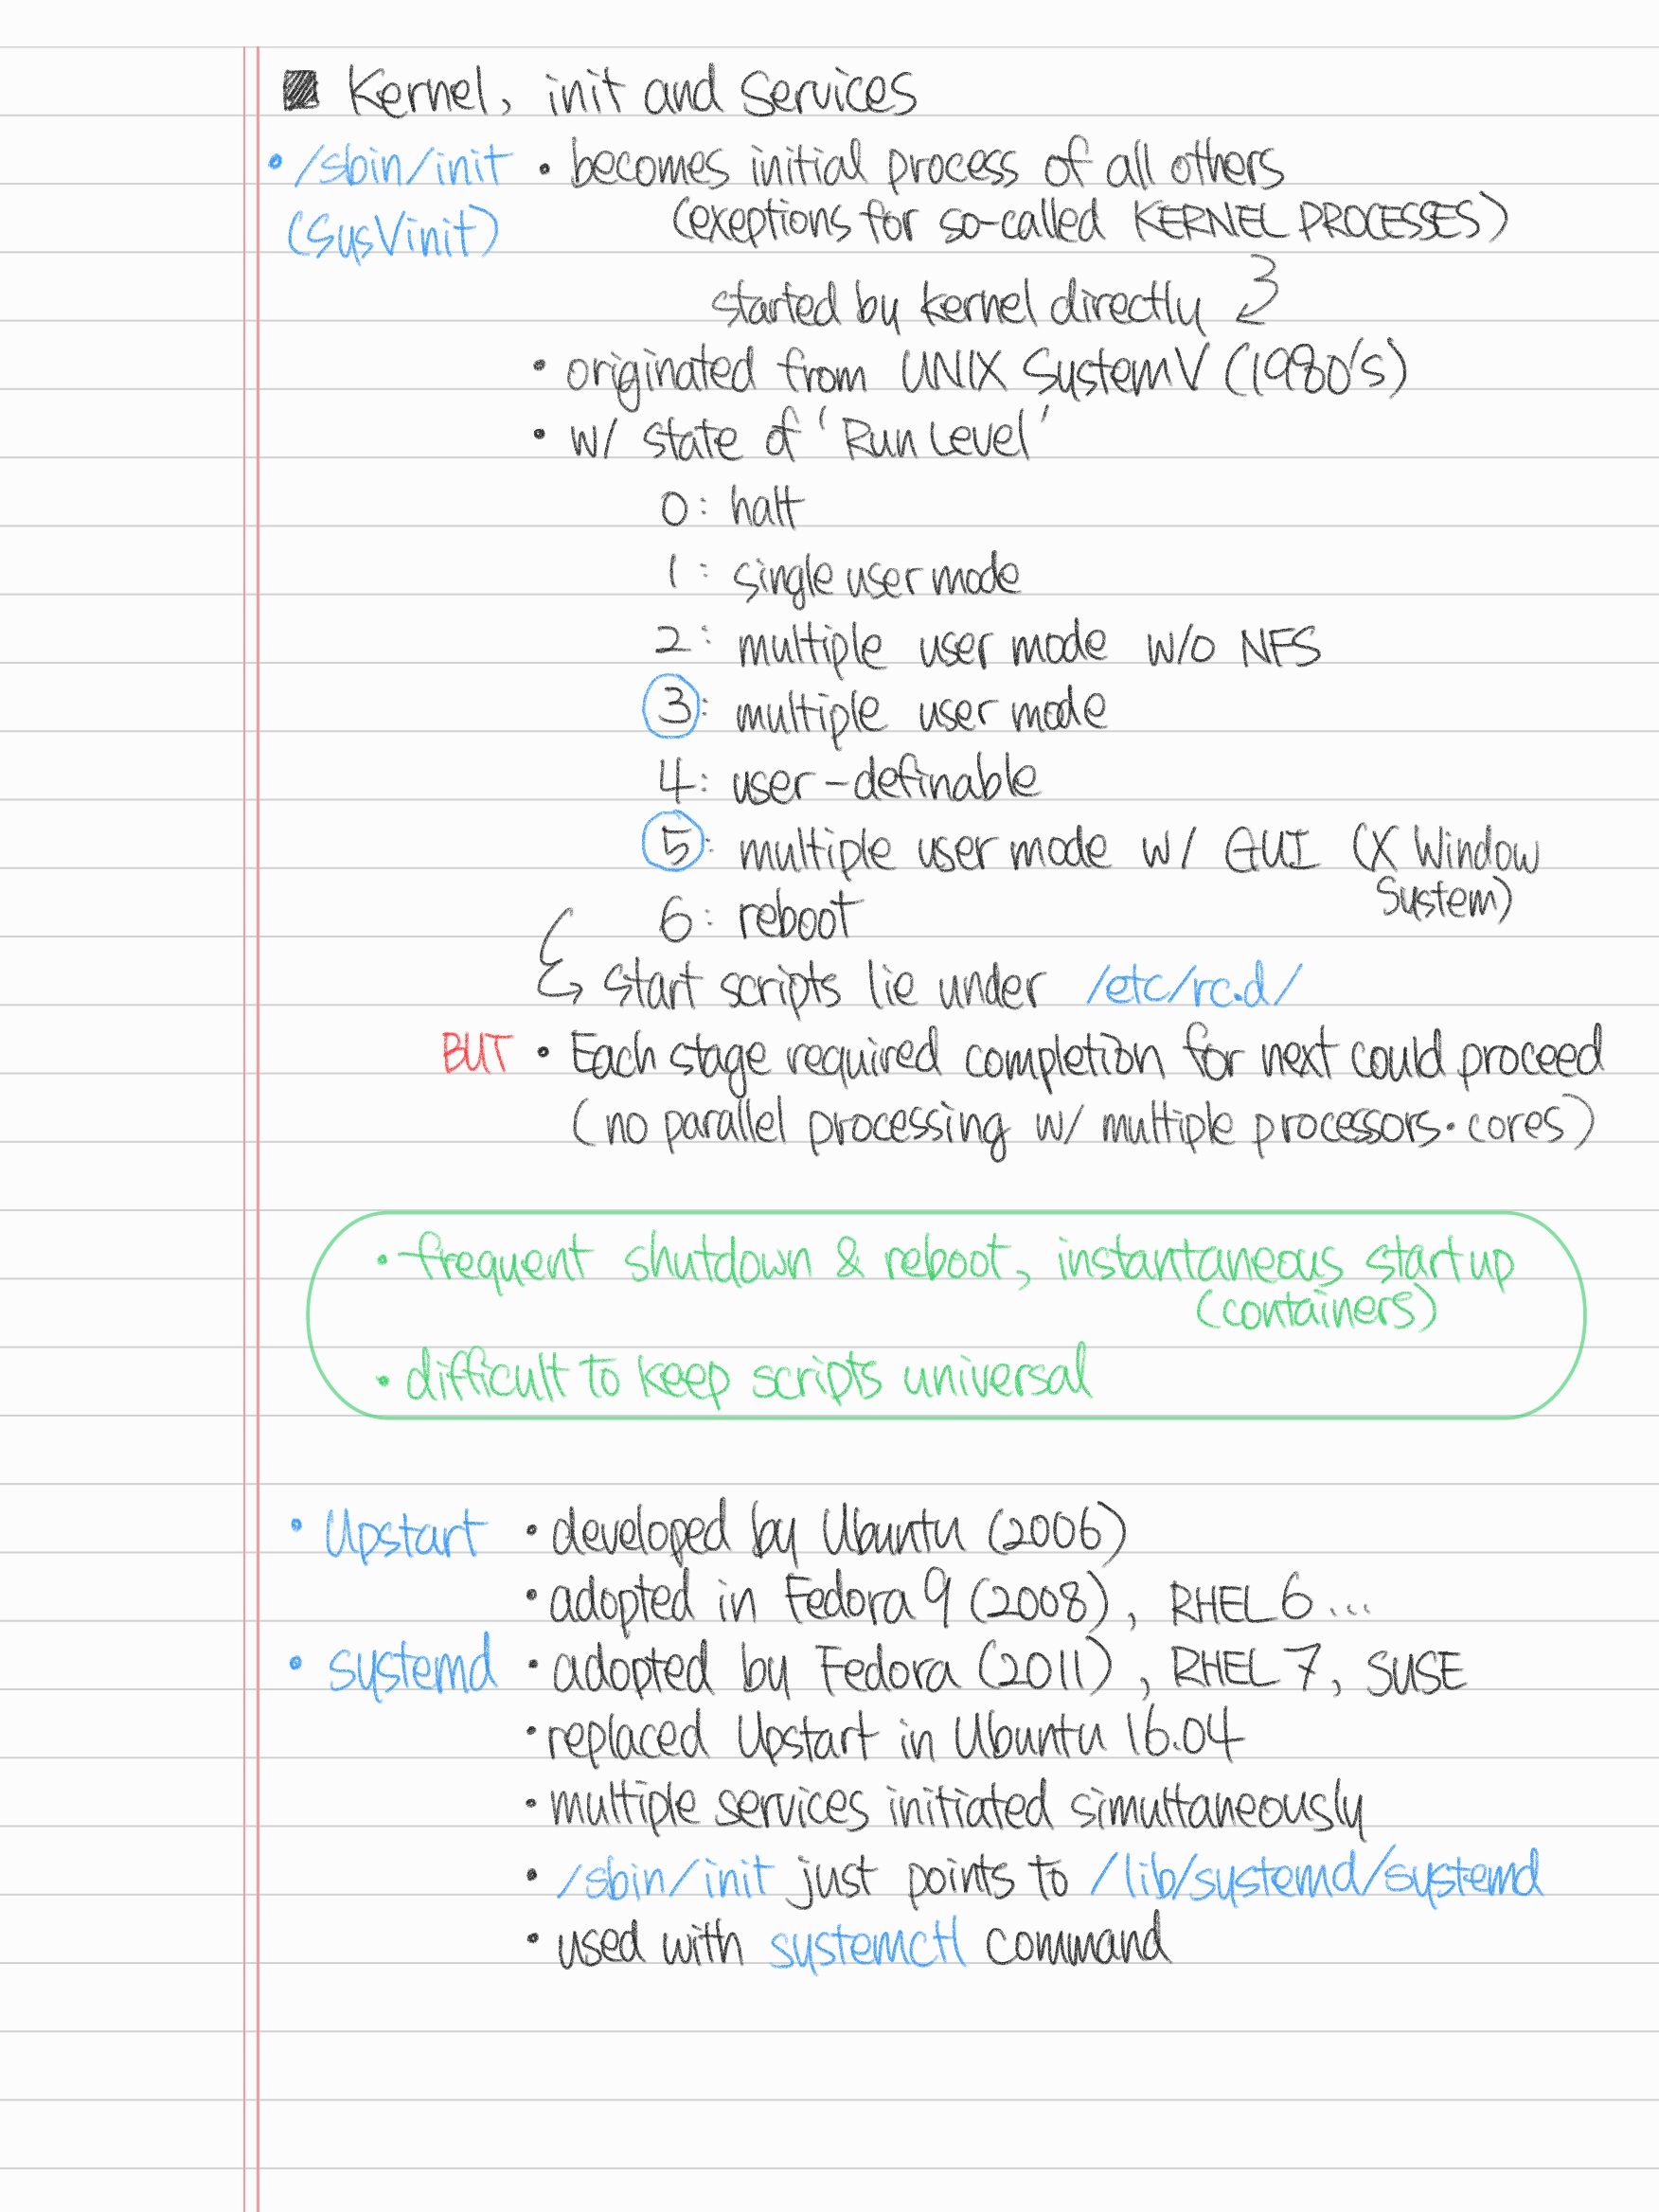 ■ Kernel, init and Services
• /sbin/init • becomes initial process of all others
(SysVinit) (exeptions for so-called KERNEL PROCESSES)
started by kernel directly
• originated from UNIX System V (1980's)
• w/ state of 'Run Level'
0: halt
1: single user mode
2: multiple user mode w/o NFS
3: multiple user mode
4: user-definable
5: multiple user mode w/ GUI (X Window
System)
6: reboot
start scripts lie under /etc/rc.d/
BUT • Each stage required completion for next could proceed
(no parallel processing w/ multiple processors・cores)
• frequent shutdown & reboot, instantaneous startup
(containers)
• difficult to keep scripts universal
• Upstart • developed by Ubuntu (2006)
• adopted in Fedora 9 (2008), RHEL 6 ...
• systemd • adopted by Fedora (2011), RHEL 7, SUSE
• replaced Upstart in Ubuntu 16.04
• multiple services initiated simultaneously
• /sbin/init just points to /lib/systemd/systemd
• used with systemctl command